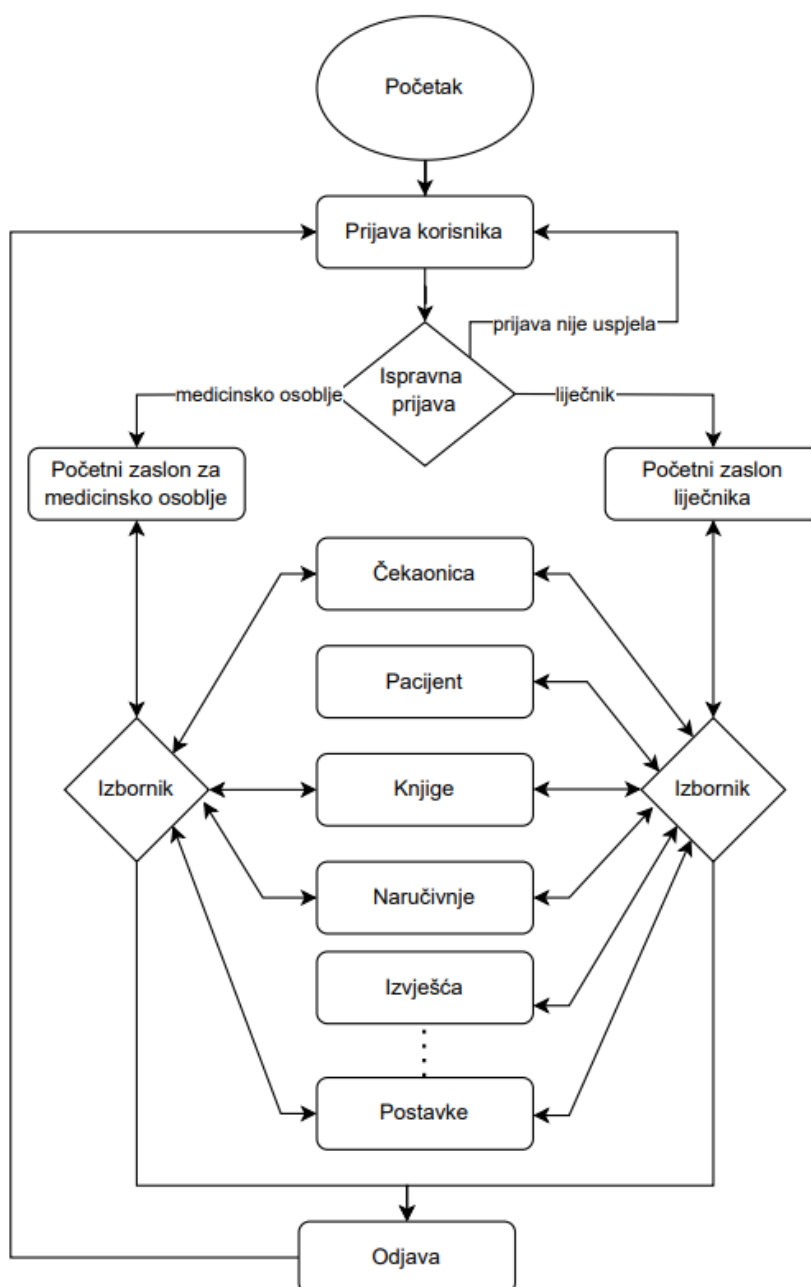 Početak
Prijava korisnika
prijava nije uspjela
Ispravna
prijava
medicinsko osoblje
liječnik
Početni zaslon za
medicinsko osoblje
Početni zaslon
liječnika
Čekaonica
Pacijent
Izbornik
Knjige
Izbornik
Naručivnje
Izvješća
Postavke
Odjava